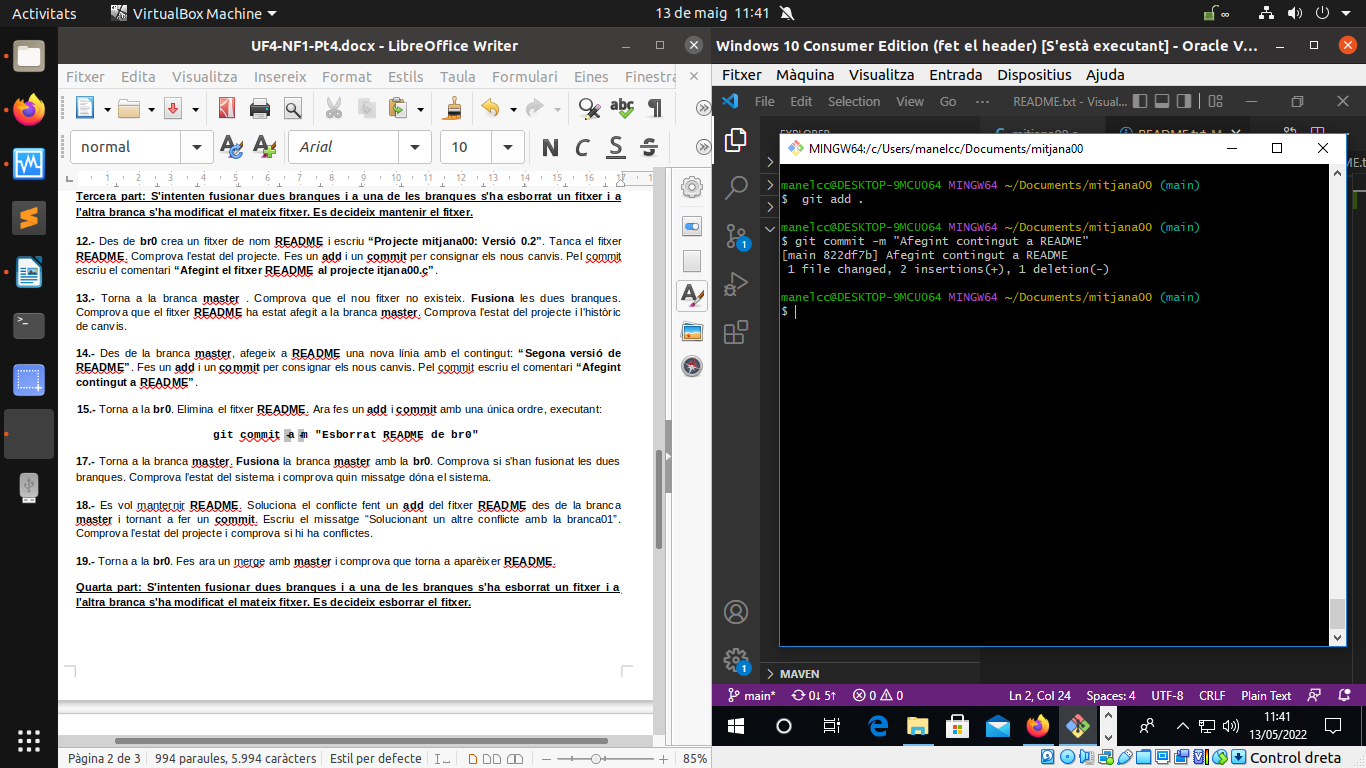 Activitats
VirtualBox Machine
13 de maig 11:41
UF4-NF1-Pt4.docx - LibreOffice Writer
Fitxer Edita Visualitza Insereix Format Estils Taula Formulari Eines Finestra
normal
Arial
10
N C S S
Tercera part: S'intenten fusionar dues branques i a una de les branques s'ha esborrat un fitxer i a
l'altra branca s'ha modificat el mateix fitxer. Es decideix mantenir el fitxer.
12.- Des de br0 crea un fitxer de nom README i escriu “Projecte mitjana00: Versió 0.2”. Tanca el fitxer
README. Comprova l'estat del projecte. Fes un add i un commit per consignar els nous canvis. Pel commit
escriu el comentari “Afegint el fitxer README al projecte itjana00.c”.
13.- Torna a la branca master . Comprova que el nou fitxer no existeix. Fusiona les dues branques.
Comprova que el fitxer README ha estat afegit a la branca master. Comprova l'estat del projecte i l'històric
de canvis.
14.- Des de la branca master, afegeix a README una nova línia amb el contingut: “Segona versió de
README”. Fes un add i un commit per consignar els nous canvis. Pel commit escriu el comentari “Afegint
contingut a README”.
15.- Torna a la br0. Elimina el fitxer README. Ara fes un add i commit amb una única ordre, executant:
git commit -a -m "Esborrat README de br0"
17.- Torna a la branca master. Fusiona la branca master amb la br0. Comprova si s'han fusionat les dues
branques. Comprova l'estat del sistema i comprova quin missatge dóna el sistema.
18.- Es vol manternir README. Soluciona el conflicte fent un add del fitxer README des de la branca
master i tornant a fer un commit. Escriu el missatge “Solucionant un altre conflicte amb la branca01”.
Comprova l'estat del projecte i comprova si hi ha conflictes.
19.- Torna a la br0. Fes ara un merge amb master i comprova que torna a aparèixer README.
Quarta part: S'intenten fusionar dues branques i a una de les branques s'ha esborrat un fitxer i a
l'altra branca s'ha modificat el mateix fitxer. Es decideix esborrar el fitxer.
Pàgina 2 de 3
994 paraules, 5.994 caràcters
Estil per defecte
85%
Windows 10 Consumer Edition (fet el header) [S'està executant] - Oracle V...
Fitxer Màquina Visualitza Entrada Dispositius Ajuda
File Edit Selection View Go ···
README.txt - Visual...
EXPLORER
MINGW64:/c/Users/manelcc/Documents/mitjana00
manelcc@DESKTOP-9MCUO64 MINGW64 ~/Documents/mitjana00 (main)
$ git add .
manelcc@DESKTOP-9MCUO64 MINGW64 ~/Documents/mitjana00 (main)
$ git commit -m "Afegint contingut a README"
[main 822df7b] Afegint contingut a README
1 file changed, 2 insertions(+), 1 deletion(-)
manelcc@DESKTOP-9MCUO64 MINGW64 ~/Documents/mitjana00 (main)
$
1
1
MAVEN
main* 0↓ 5↑ 0 0
Ln 2, Col 24 Spaces: 4 UTF-8 CRLF Plain Text
11:41
13/05/2022
Control dreta